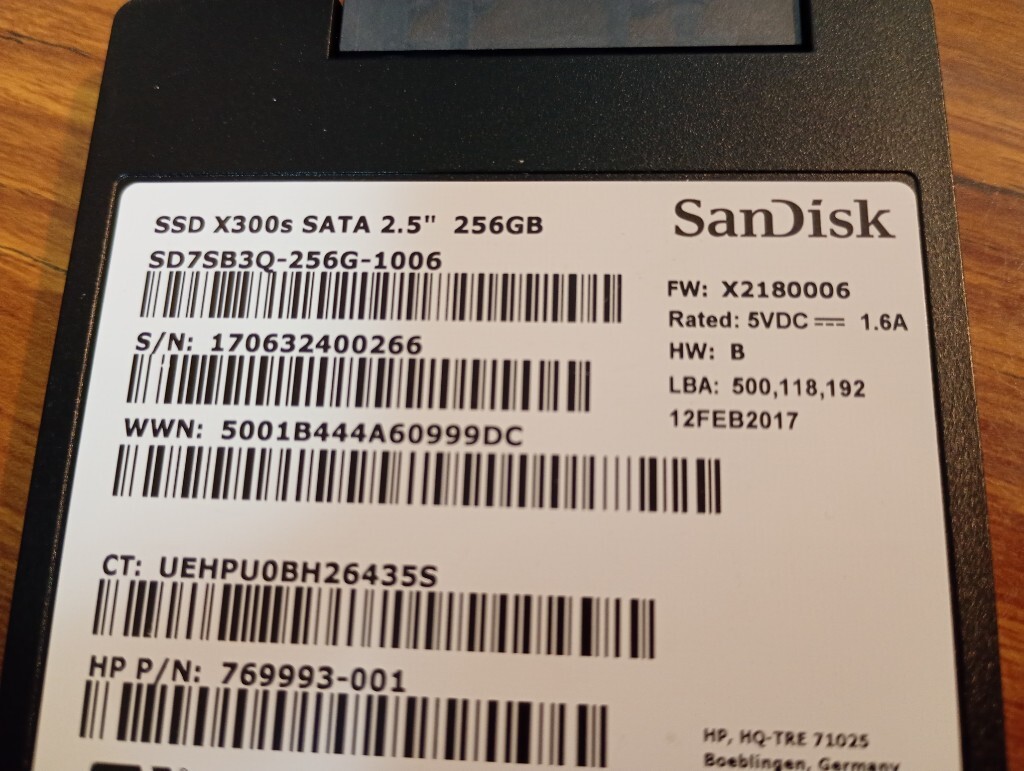 SSD X300s SATA 2.5" 256GB
SanDisk
SD7SB3Q-256G-1006
FW: X2180006
Rated: 5VDC ⎓ 1.6A
S/N: 170632400266
HW: B
LBA: 500,118,192
WWN: 5001B444A60999DC
12FEB2017
CT: UEHPU0BH26435S
HP P/N: 769993-001
HP, HQ-TRE 71025
Boeblingen, Germany